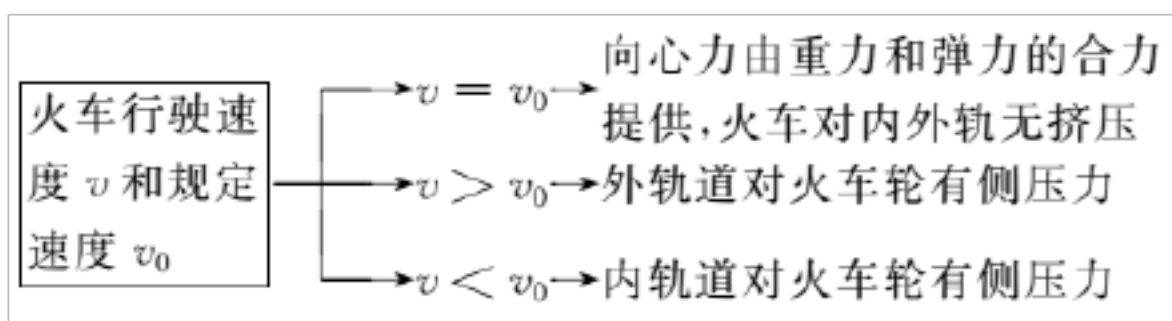 火车行驶速
度 v 和规定
速度 v₀
v = v₀
向心力由重力和弹力的合力
提供,火车对内外轨无挤压
v > v₀
外轨道对火车轮有侧压力
v < v₀
内轨道对火车轮有侧压力